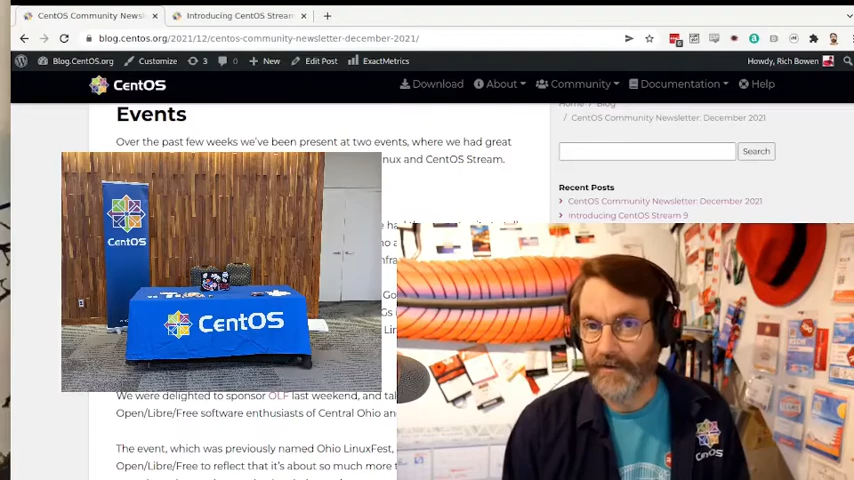 CentOS Community Newsl
Introducing CentOS Stream
blog.centos.org/2021/12/centos-community-newsletter-december-2021/
Blog.CentOS.org
Customize
3
0
New
Edit Post
ExactMetrics
Howdy, Rich Bowen
CentOS
Download
About
Community
Documentation
Help
Events
Home
Blog
/ CentOS Community Newsletter: December 2021
Over the past few weeks we've been present at two events, where we had great
nux and CentOS Stream.
Search
Recent Posts
CentOS Community Newsletter: December 2021
Introducing CentOS Stream 9
CentOS
CentOS
We were delighted to sponsor OLF last weekend, and tal
Open/Libre/Free software enthusiasts of Central Ohio an
The event, which was previously named Ohio LinuxFest,
Open/Libre/Free to reflect that it's about so much more t
CentOS